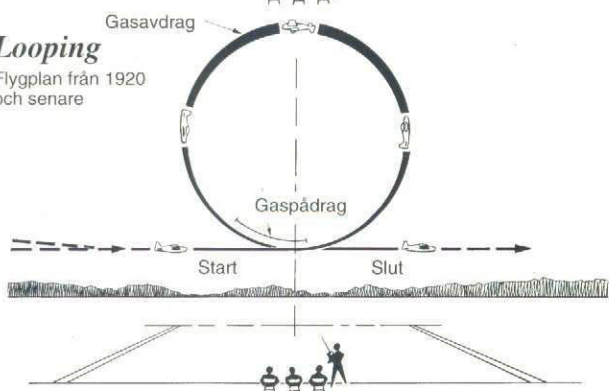 Gasavdrag
Looping
Flygplan från 1920
och senare
Gaspådrag
Start
Slut